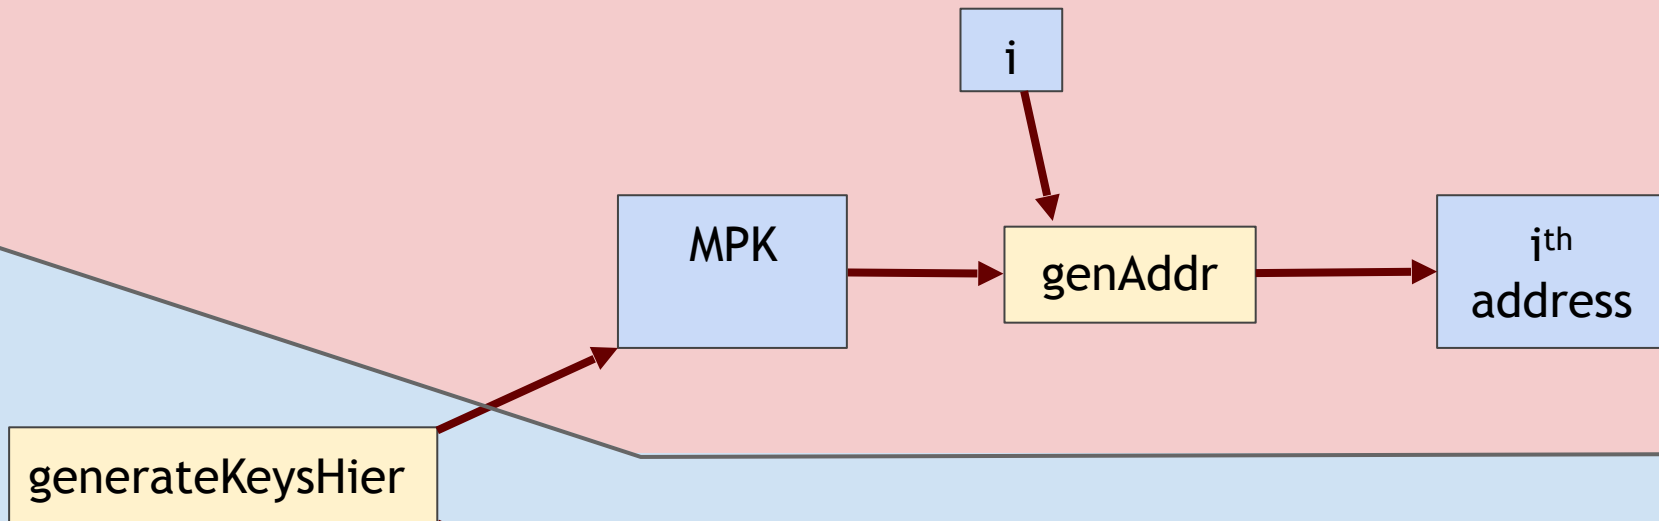 i
MPK
genAddr
iᵗʰ
address
generateKeysHier